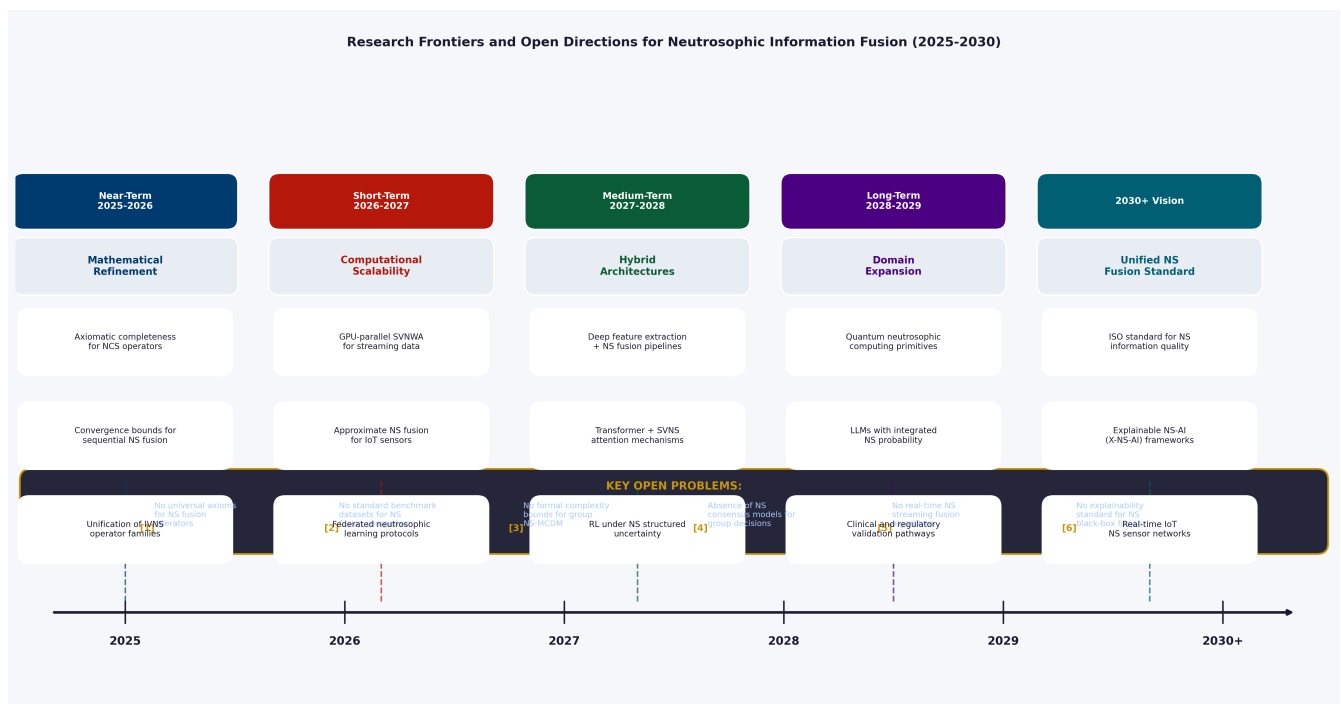 Research Frontiers and Open Directions for Neutrosophic Information Fusion (2025-2030)
Near-Term
2025-2026
Short-Term
2026-2027
Medium-Term
2027-2028
Long-Term
2028-2029
2030+ Vision
Mathematical
Refinement
Computational
Scalability
Hybrid
Architectures
Domain
Expansion
Unified NS
Fusion Standard
Axiomatic completeness
for NCS operators
GPU-parallel SVNWA
for streaming data
Deep feature extraction
+ NS fusion pipelines
Quantum neutrosophic
computing primitives
ISO standard for NS
information quality
Convergence bounds for
sequential NS fusion
Approximate NS fusion
for IoT sensors
Transformer + SVNS
attention mechanisms
LLMs with integrated
NS probability
Explainable NS-AI
(X-NS-AI) frameworks
KEY OPEN PROBLEMS:
[1]
No universal axioms
for NS fusion
operators
[2]
No standard benchmark
datasets for NS
[3]
No formal complexity
bounds for group
NS-MCDM
[4]
Absence of NS
consensus models for
group decisions
No real-time NS
streaming fusion
[6]
No explainability
standard for NS
black-box
Unification of IVNS
operator families
Federated neutrosophic
learning protocols
RL under NS structured
uncertainty
Clinical and regulatory
validation pathways
Real-time IoT
NS sensor networks
2025
2026
2027
2028
2029
2030+